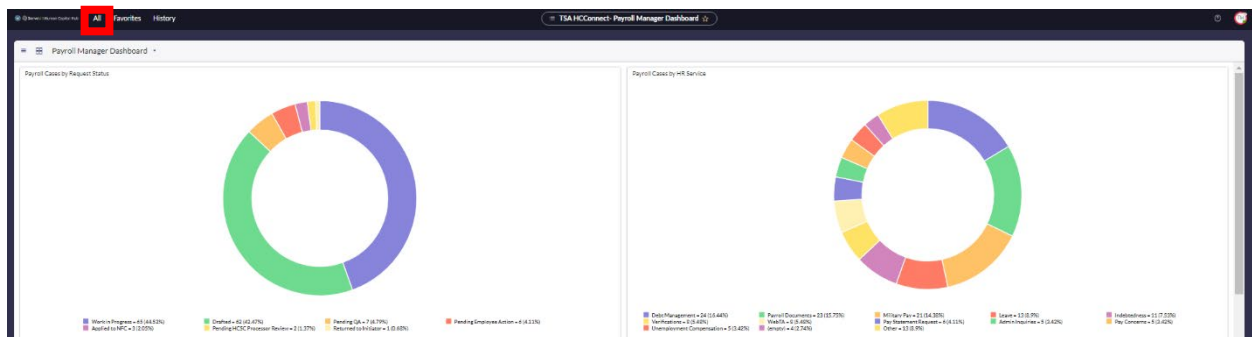 All Favorites History
TSA HCConnect- Payroll Manager Dashboard
Payroll Manager Dashboard
Payroll Cases by Request Status
Payroll Cases by HR Service
Work in Progress = 65 (44.52%) Drafted = 62 (42.47%) Pending QA = 7 (4.79%) Pending Employee Action = 6 (4.11%)
Applied to NFC = 3 (2.05%) Pending HCSC Processor Review = 2 (1.37%) Returned to Initiator = 1 (0.68%)
Debt Management = 24 (16.44%) Payroll Documents = 23 (15.75%) Military Pay = 21 (14.38%) Leave = 13 (8.9%) Indebtedness = 11 (7.53%)
Verifications = 8 (5.48%) WebTA = 8 (5.48%) Pay Statement Request = 6 (4.11%) Admin Inquiries = 5 (3.42%) Pay Concerns = 5 (3.42%)
Unemployment Compensation = 5 (3.42%) (empty) = 4 (2.74%) Other = 13 (8.9%)